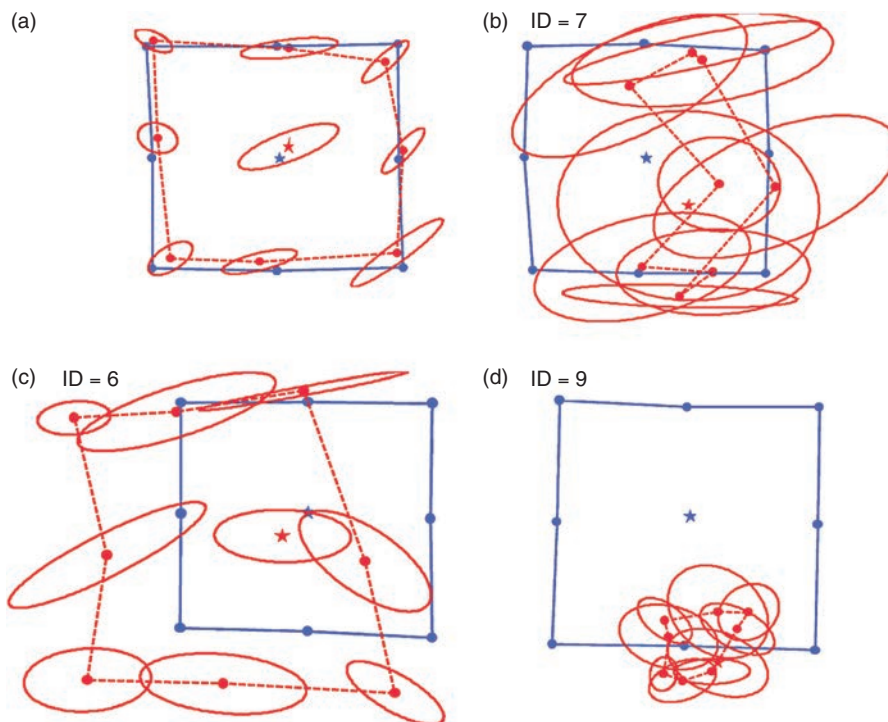 (a)
(b) ID = 7
(c) ID = 6
(d) ID = 9